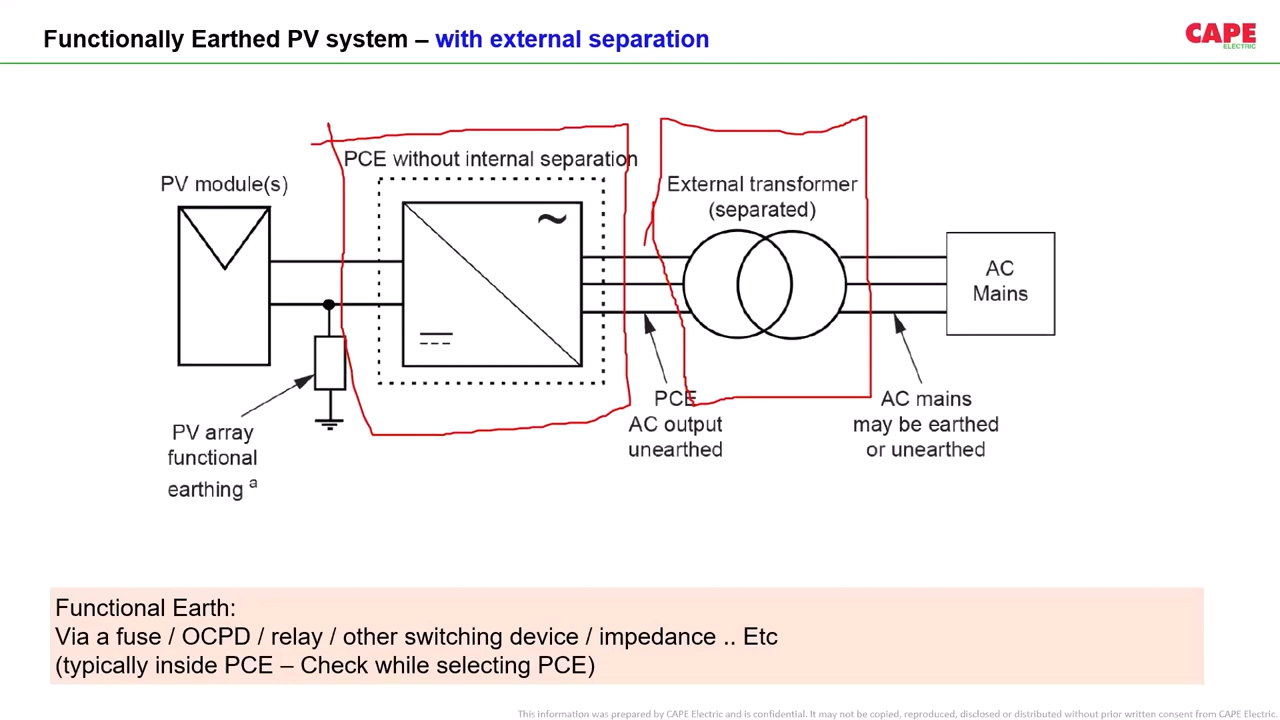 Functionally Earthed PV system – with external separation
CAPE
ELECTRIC
PCE without internal separation
PV module(s)
External transformer
(separated)
~
AC
Mains
PCE
AC output
unearthed
AC mains
may be earthed
or unearthed
PV array
functional
earthing a
Functional Earth:
Via a fuse / OCPD / relay / other switching device / impedance .. Etc
(typically inside PCE – Check while selecting PCE)
This information was prepared by CAPE Electric and is confidential. It may not be copied, reproduced, disclosed or distributed without prior written consent from CAPE Electric.